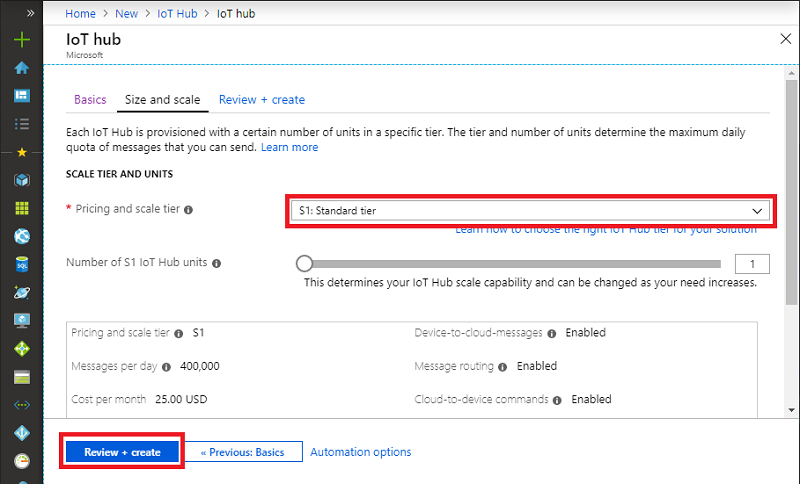 »
Home > New > IoT Hub > IoT hub
IoT hub
Microsoft
Basics Size and scale Review + create
Each IoT Hub is provisioned with a certain number of units in a specific tier. The tier and number of units determine the maximum daily
quota of messages that you can send. Learn more
SCALE TIER AND UNITS
* Pricing and scale tier S1: Standard tier
Learn how to choose the right IoT Hub tier for your solution
Number of S1 IoT Hub units 1
This determines your IoT Hub scale capability and can be changed as your need increases.
Pricing and scale tier S1 Device-to-cloud-messages Enabled
Messages per day 400,000 Message routing Enabled
Cost per month 25.00 USD Cloud-to-device commands Enabled
Review + create « Previous: Basics Automation options
SQL